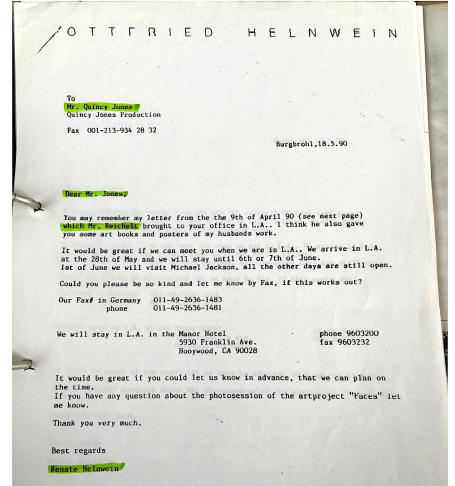 OTTFRIED HELNWEIN
To
Mr. Quincy Jones
Quincy Jones Production
Fax 001-213-934 28 32
Burgbrohl,18.5.90
Dear Mr. Jones,
You may remember my letter from the the 9th of April 90 (see next page)
which Mr. Reichelt brought to your office in L.A.. I think he also gave
you some art books and posters of my husbands work.
It would be great if we can meet you when we are in L.A.. We arrive in L.A.
at the 28th of May and we will stay until 6th or 7th of June.
1st of June we will visit Michael Jackson, all the other days are still open.
Could you please be so kind and let me know by Fax, if this works out?
Our Fax# in Germany 011-49-2636-1483
phone 011-49-2636-1481
We will stay in L.A. in the Manor Hotel phone 9603200
5930 Franklin Ave. fax 9603232
Hooywood, CA 90028
It would be great if you could let us know in advance, that we can plan on
the time.
If you have any question about the photosession of the artproject "Faces" let
me know.
Thank you very much.
Best regards
Renate Helnwein